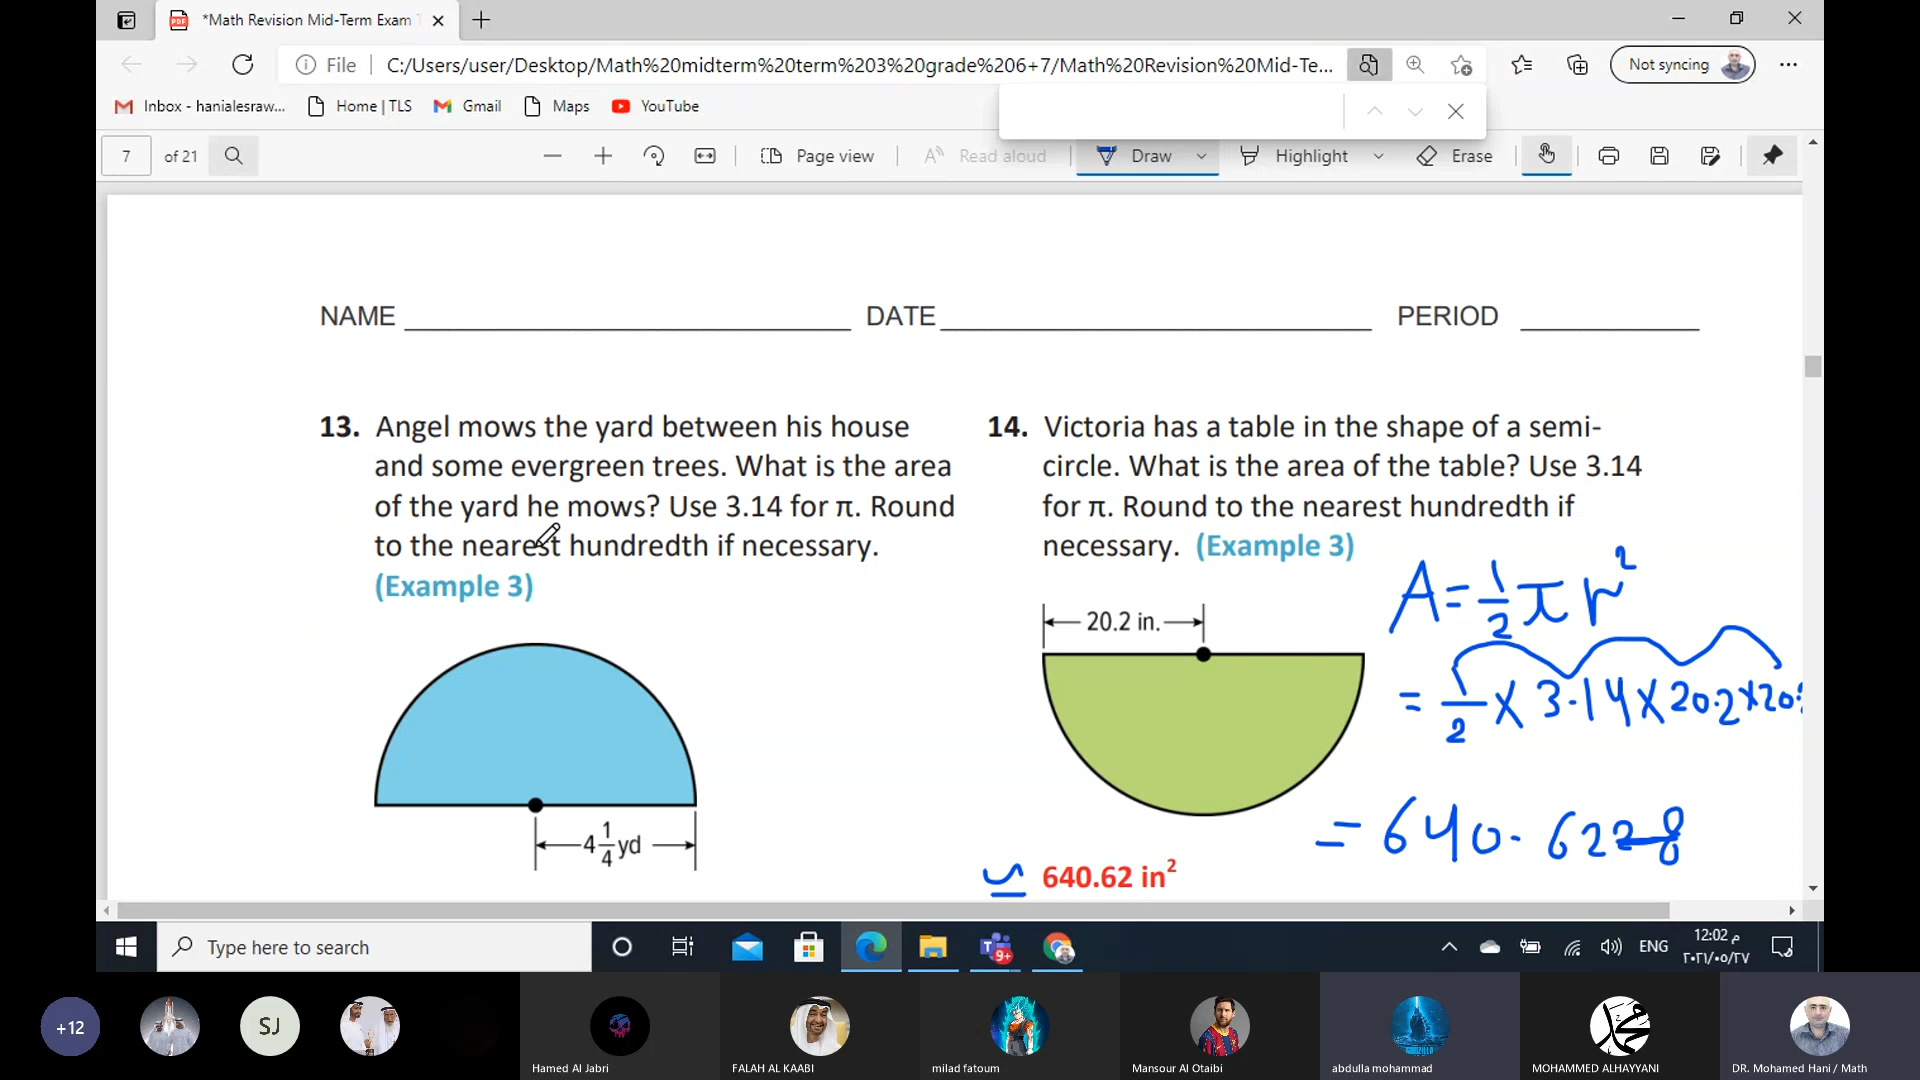 *Math Revision Mid-Term Exam T
File
C:/Users/user/Desktop/Math%20midterm%20term%203%20grade%206+7/Math%20Revision%20Mid-Te...
Not syncing
Inbox - hanialesraw...
Home | TLS
Gmail
Maps
YouTube
7 of 21
Page view
Read aloud
Draw
Highlight
Erase
NAME DATE PERIOD
13. Angel mows the yard between his house
and some evergreen trees. What is the area
of the yard he mows? Use 3.14 for π. Round
to the nearest hundredth if necessary.
(Example 3)
4 1/4 yd
14. Victoria has a table in the shape of a semi-
circle. What is the area of the table? Use 3.14
for π. Round to the nearest hundredth if
necessary. (Example 3)
20.2 in.
A = 1/2 π r²
= 1/2 × 3.14 × 20.2 × 20.
= 640.6228
≃ 640.62 in²
Type here to search
9+
ENG
12:02 م
٢٠٢١/٠٥/٢٧
+12
SJ
Hamed Al Jabri
FALAH AL KAABI
milad fatoum
Mansour Al Otaibi
abdulla mohammad
MOHAMMED ALHAYYANI
DR. Mohamed Hani / Math